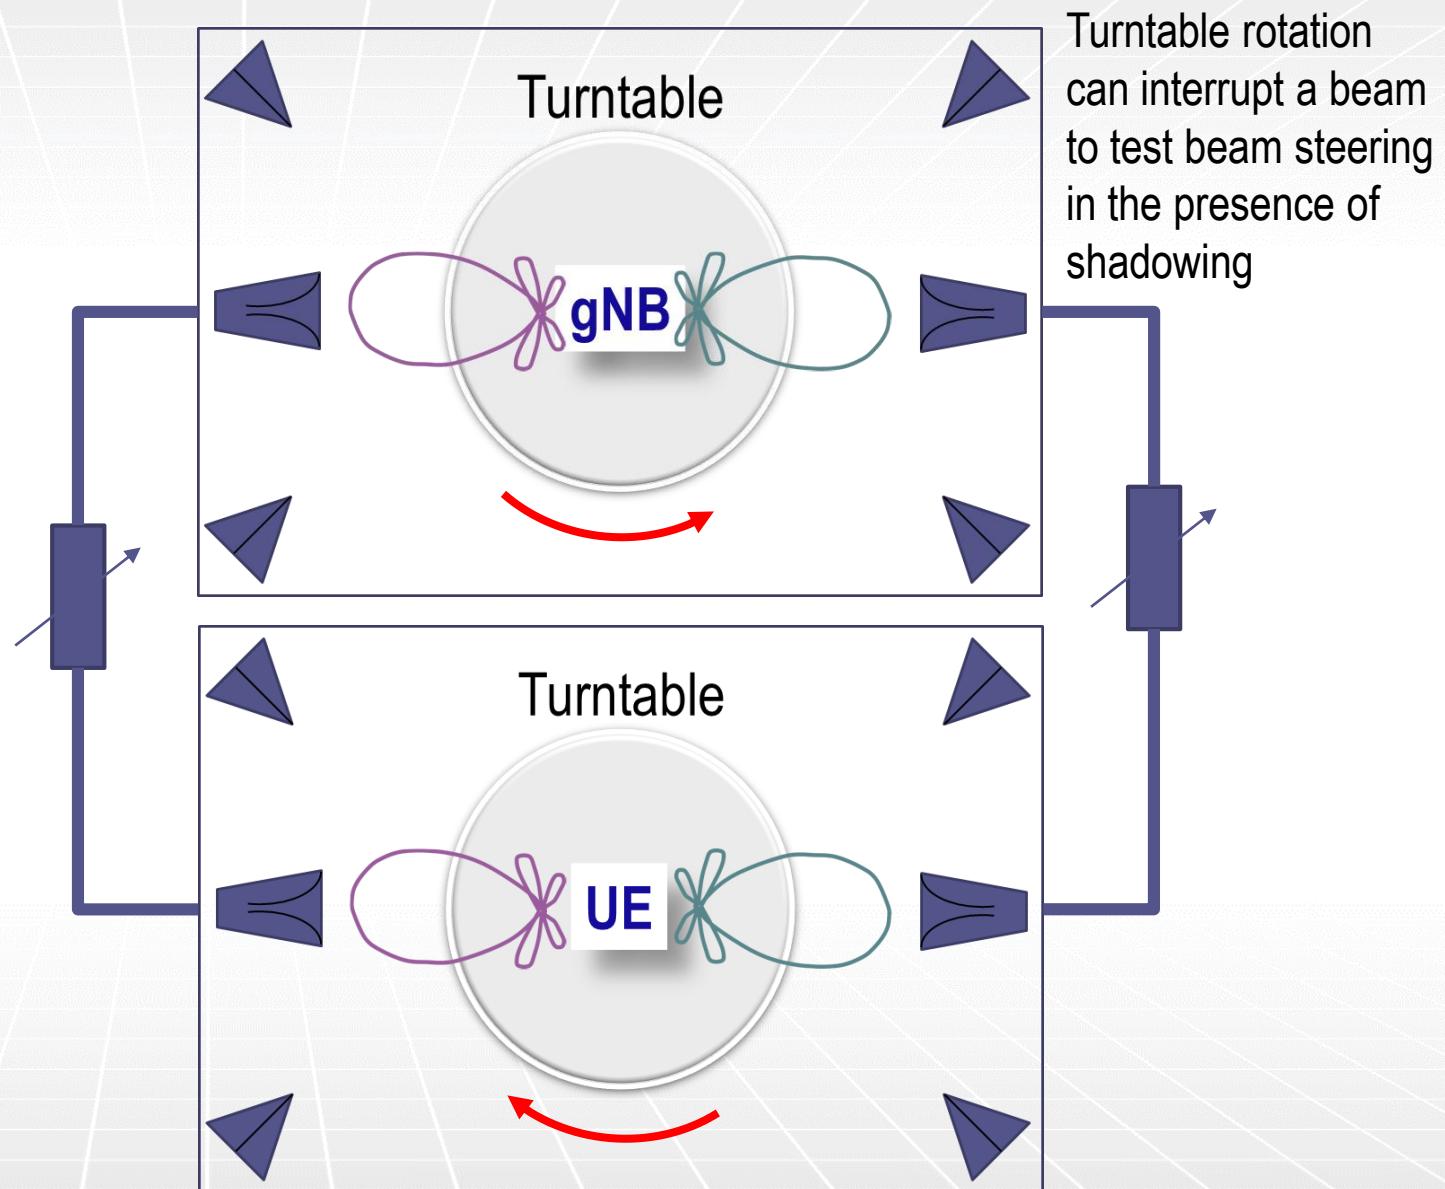 Turntable rotation
can interrupt a beam
to test beam steering
in the presence of
shadowing
Turntable
gNB
Turntable
UE